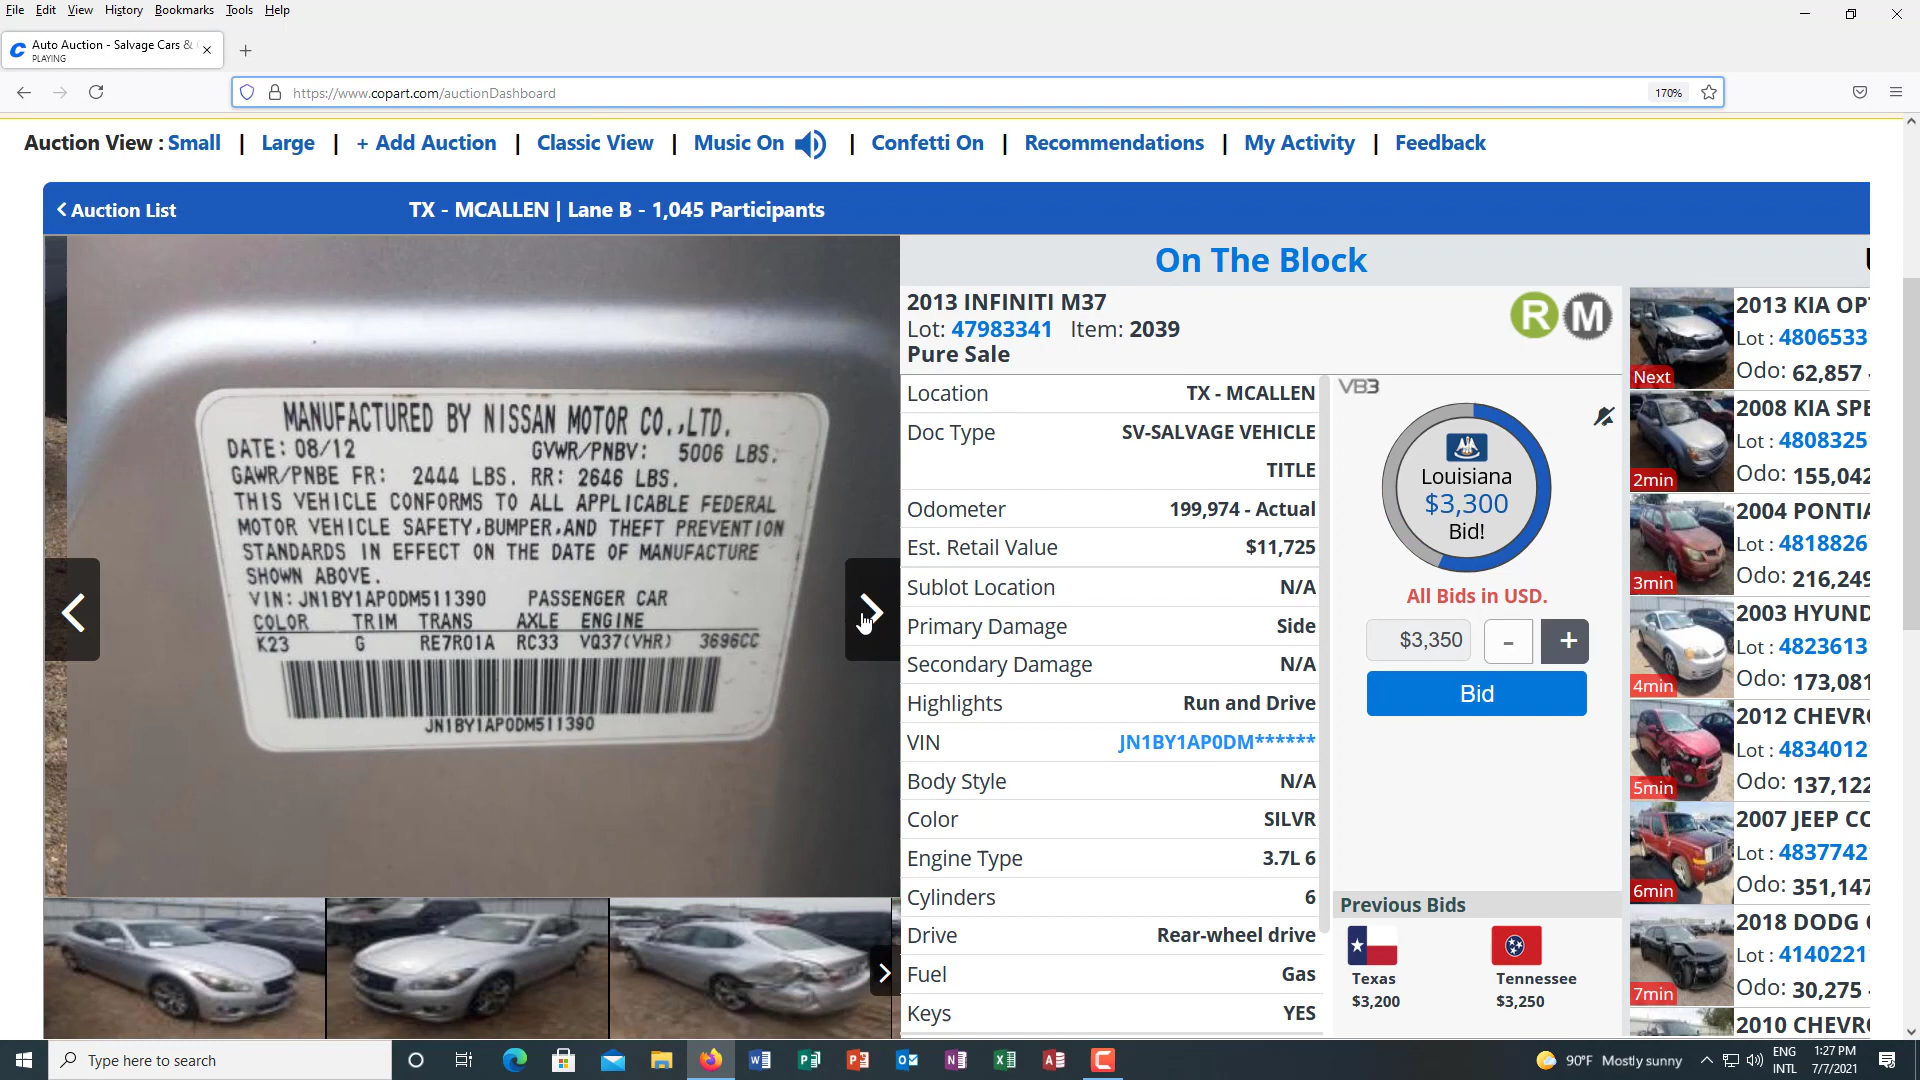 File Edit View History Bookmarks Tools Help
Auto Auction - Salvage Cars &
PLAYING
https://www.copart.com/auctionDashboard
170%
Auction View : Small | Large | + Add Auction | Classic View | Music On | Confetti On | Recommendations | My Activity | Feedback
Auction List
TX - MCALLEN | Lane B - 1,045 Participants
MANUFACTURED BY NISSAN MOTOR CO.,LTD.
DATE: 08/12 GVWR/PNBV: 5006 LBS.
GAWR/PNBE FR: 2444 LBS. RR: 2646 LBS.
THIS VEHICLE CONFORMS TO ALL APPLICABLE FEDERAL
MOTOR VEHICLE SAFETY,BUMPER,AND THEFT PREVENTION
STANDARDS IN EFFECT ON THE DATE OF MANUFACTURE
SHOWN ABOVE.
VIN: JN1BY1AP0DM511390 PASSENGER CAR
COLOR TRIM TRANS AXLE ENGINE
K23 G RE7R01A RC33 VQ37(VHR) 3696CC
JN1BY1AP0DM511390
On The Block
2013 INFINITI M37
Lot: 47983341 Item: 2039
Pure Sale
R M
Location TX - MCALLEN
Doc Type SV-SALVAGE VEHICLE
TITLE
Odometer 199,974 - Actual
Est. Retail Value $11,725
Sublot Location N/A
Primary Damage Side
Secondary Damage N/A
Highlights Run and Drive
VIN JN1BY1AP0DM******
Body Style N/A
Color SILVR
Engine Type 3.7L 6
Cylinders 6
Drive Rear-wheel drive
Fuel Gas
Keys YES
VB3
Louisiana
$3,300
Bid!
All Bids in USD.
$3,350 - +
Bid
Previous Bids
Texas
$3,200
Tennessee
$3,250
2013 KIA OPT
Lot : 4806533
Odo: 62,857 -
Next
2008 KIA SPE
Lot : 4808325
Odo: 155,042
2min
2004 PONTIA
Lot : 4818826
Odo: 216,249
3min
2003 HYUND
Lot : 4823613
Odo: 173,081
4min
2012 CHEVRO
Lot : 4834012
Odo: 137,122
5min
2007 JEEP CO
Lot : 4837742
Odo: 351,147
6min
2018 DODG
Lot : 4140221
Odo: 30,275 -
7min
2010 CHEVRO
Type here to search
90°F Mostly sunny
ENG
INTL
1:27 PM
7/7/2021